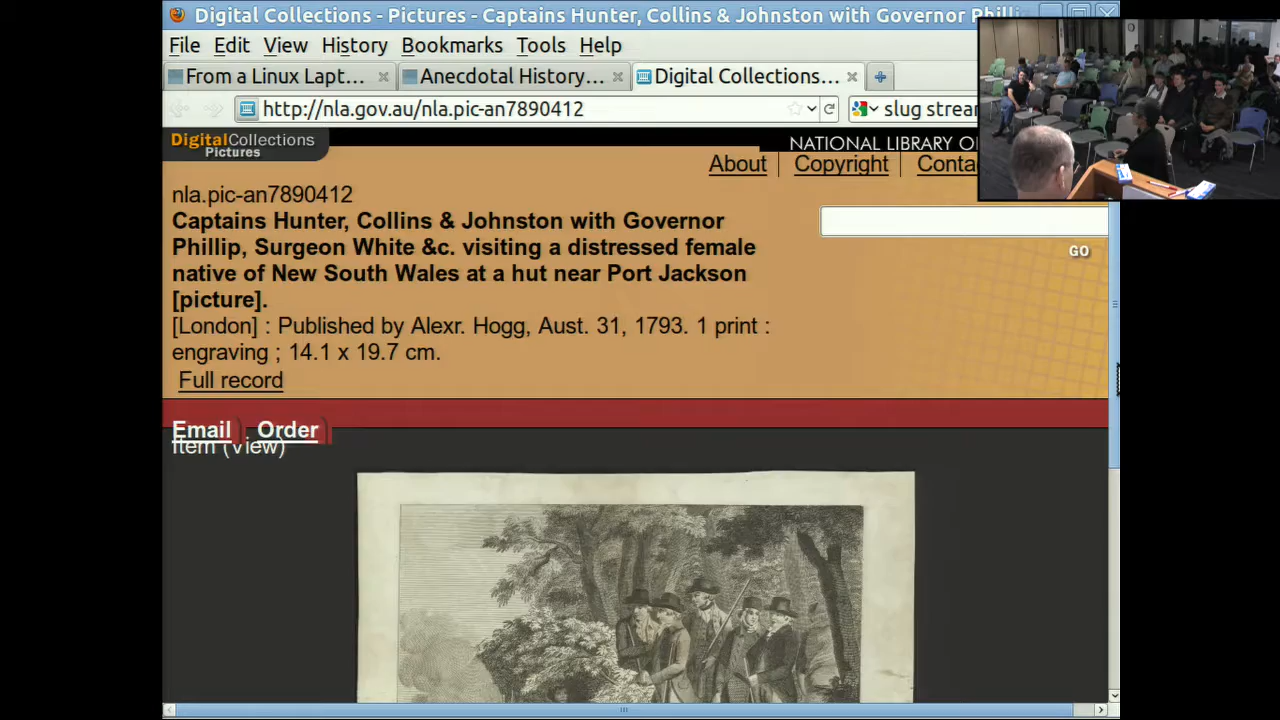 Digital Collections - Pictures - Captains Hunter, Collins & Johnston with Governor Philli
File Edit View History Bookmarks Tools Help
From a Linux Lapt... Anecdotal History... Digital Collections...
http://nla.gov.au/nla.pic-an7890412 slug strean
DigitalCollections
Pictures
NATIONAL LIBRARY O
About Copyright Conta
nla.pic-an7890412
Captains Hunter, Collins & Johnston with Governor
Phillip, Surgeon White &c. visiting a distressed female
native of New South Wales at a hut near Port Jackson
[picture].
GO
[London] : Published by Alexr. Hogg, Aust. 31, 1793. 1 print :
engraving ; 14.1 x 19.7 cm.
Full record
Email Order
Item (View)